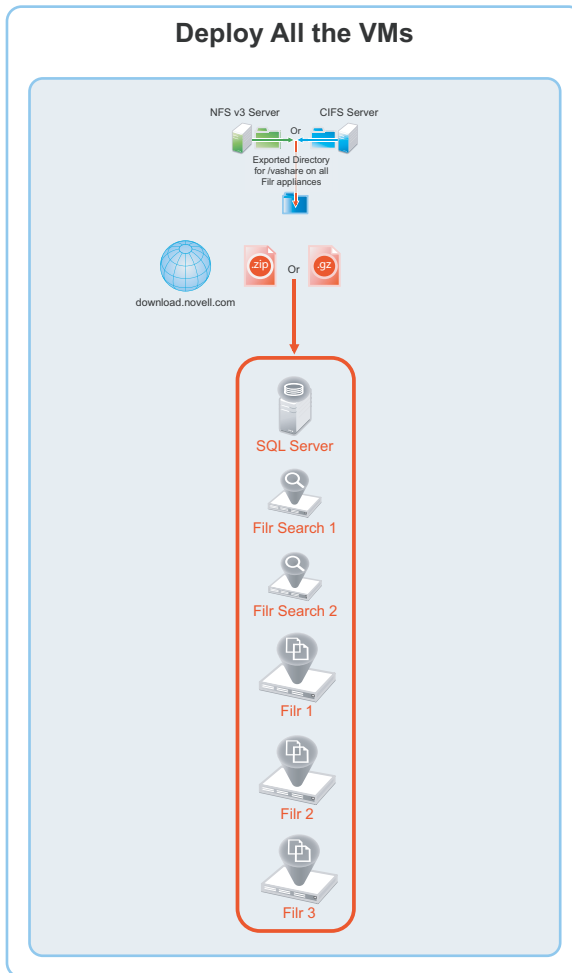 Deploy All the VMs
NFS v3 Server
CIFS Server
Or
Exported Directory
for /vashare on all
Filr appliances
.zip
Or
.gz
download.novell.com
SQL Server
Filr Search 1
Filr Search 2
Filr 1
Filr 2
Filr 3